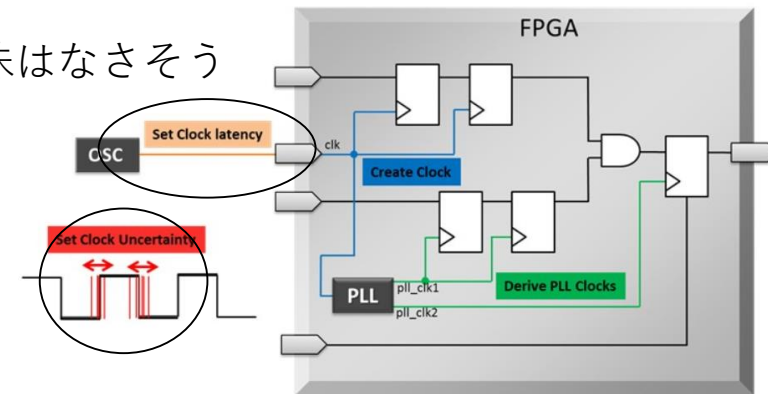 FPGA
はなさそう
Set Clock latency
OSC
clk
Create Clock
Set Clock Uncertainty
PLL
pll_clk1
Derive PLL Clocks
pll_clk2